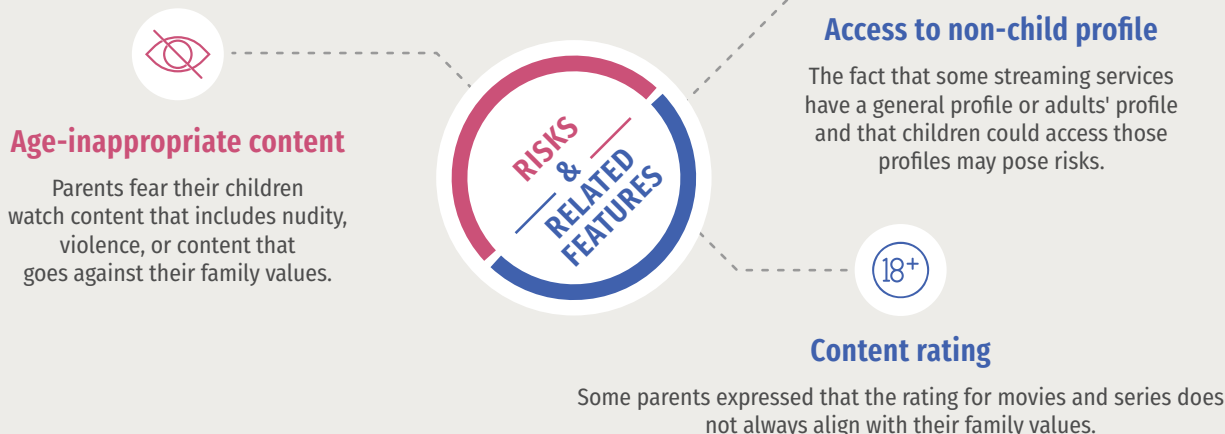 Age-inappropriate content
Parents fear their children
watch content that includes nudity,
violence, or content that
goes against their family values.
RISKS
&
RELATED
FEATURES
Access to non-child profile
The fact that some streaming services
have a general profile or adults' profile
and that children could access those
profiles may pose risks.
18+
Content rating
Some parents expressed that the rating for movies and series does
not always align with their family values.